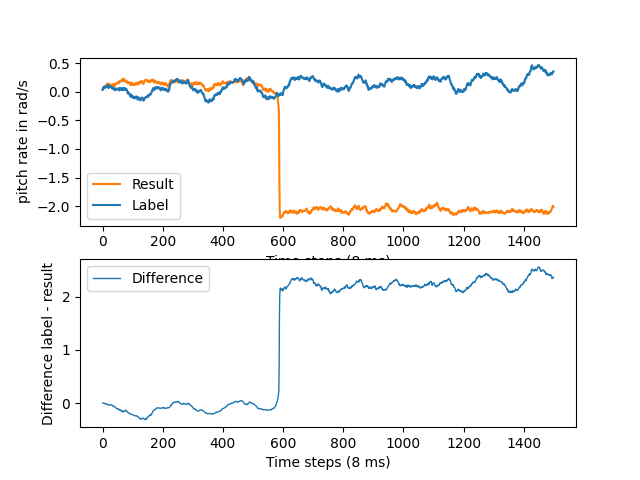 0.5
0.0
−0.5
−1.0
−1.5
−2.0
pitch rate in rad/s
Result
Label
0 200 400 600 800 1000 1200 1400
Time steps (8 ms)
2
1
0
Difference label - result
Difference
0 200 400 600 800 1000 1200 1400
Time steps (8 ms)